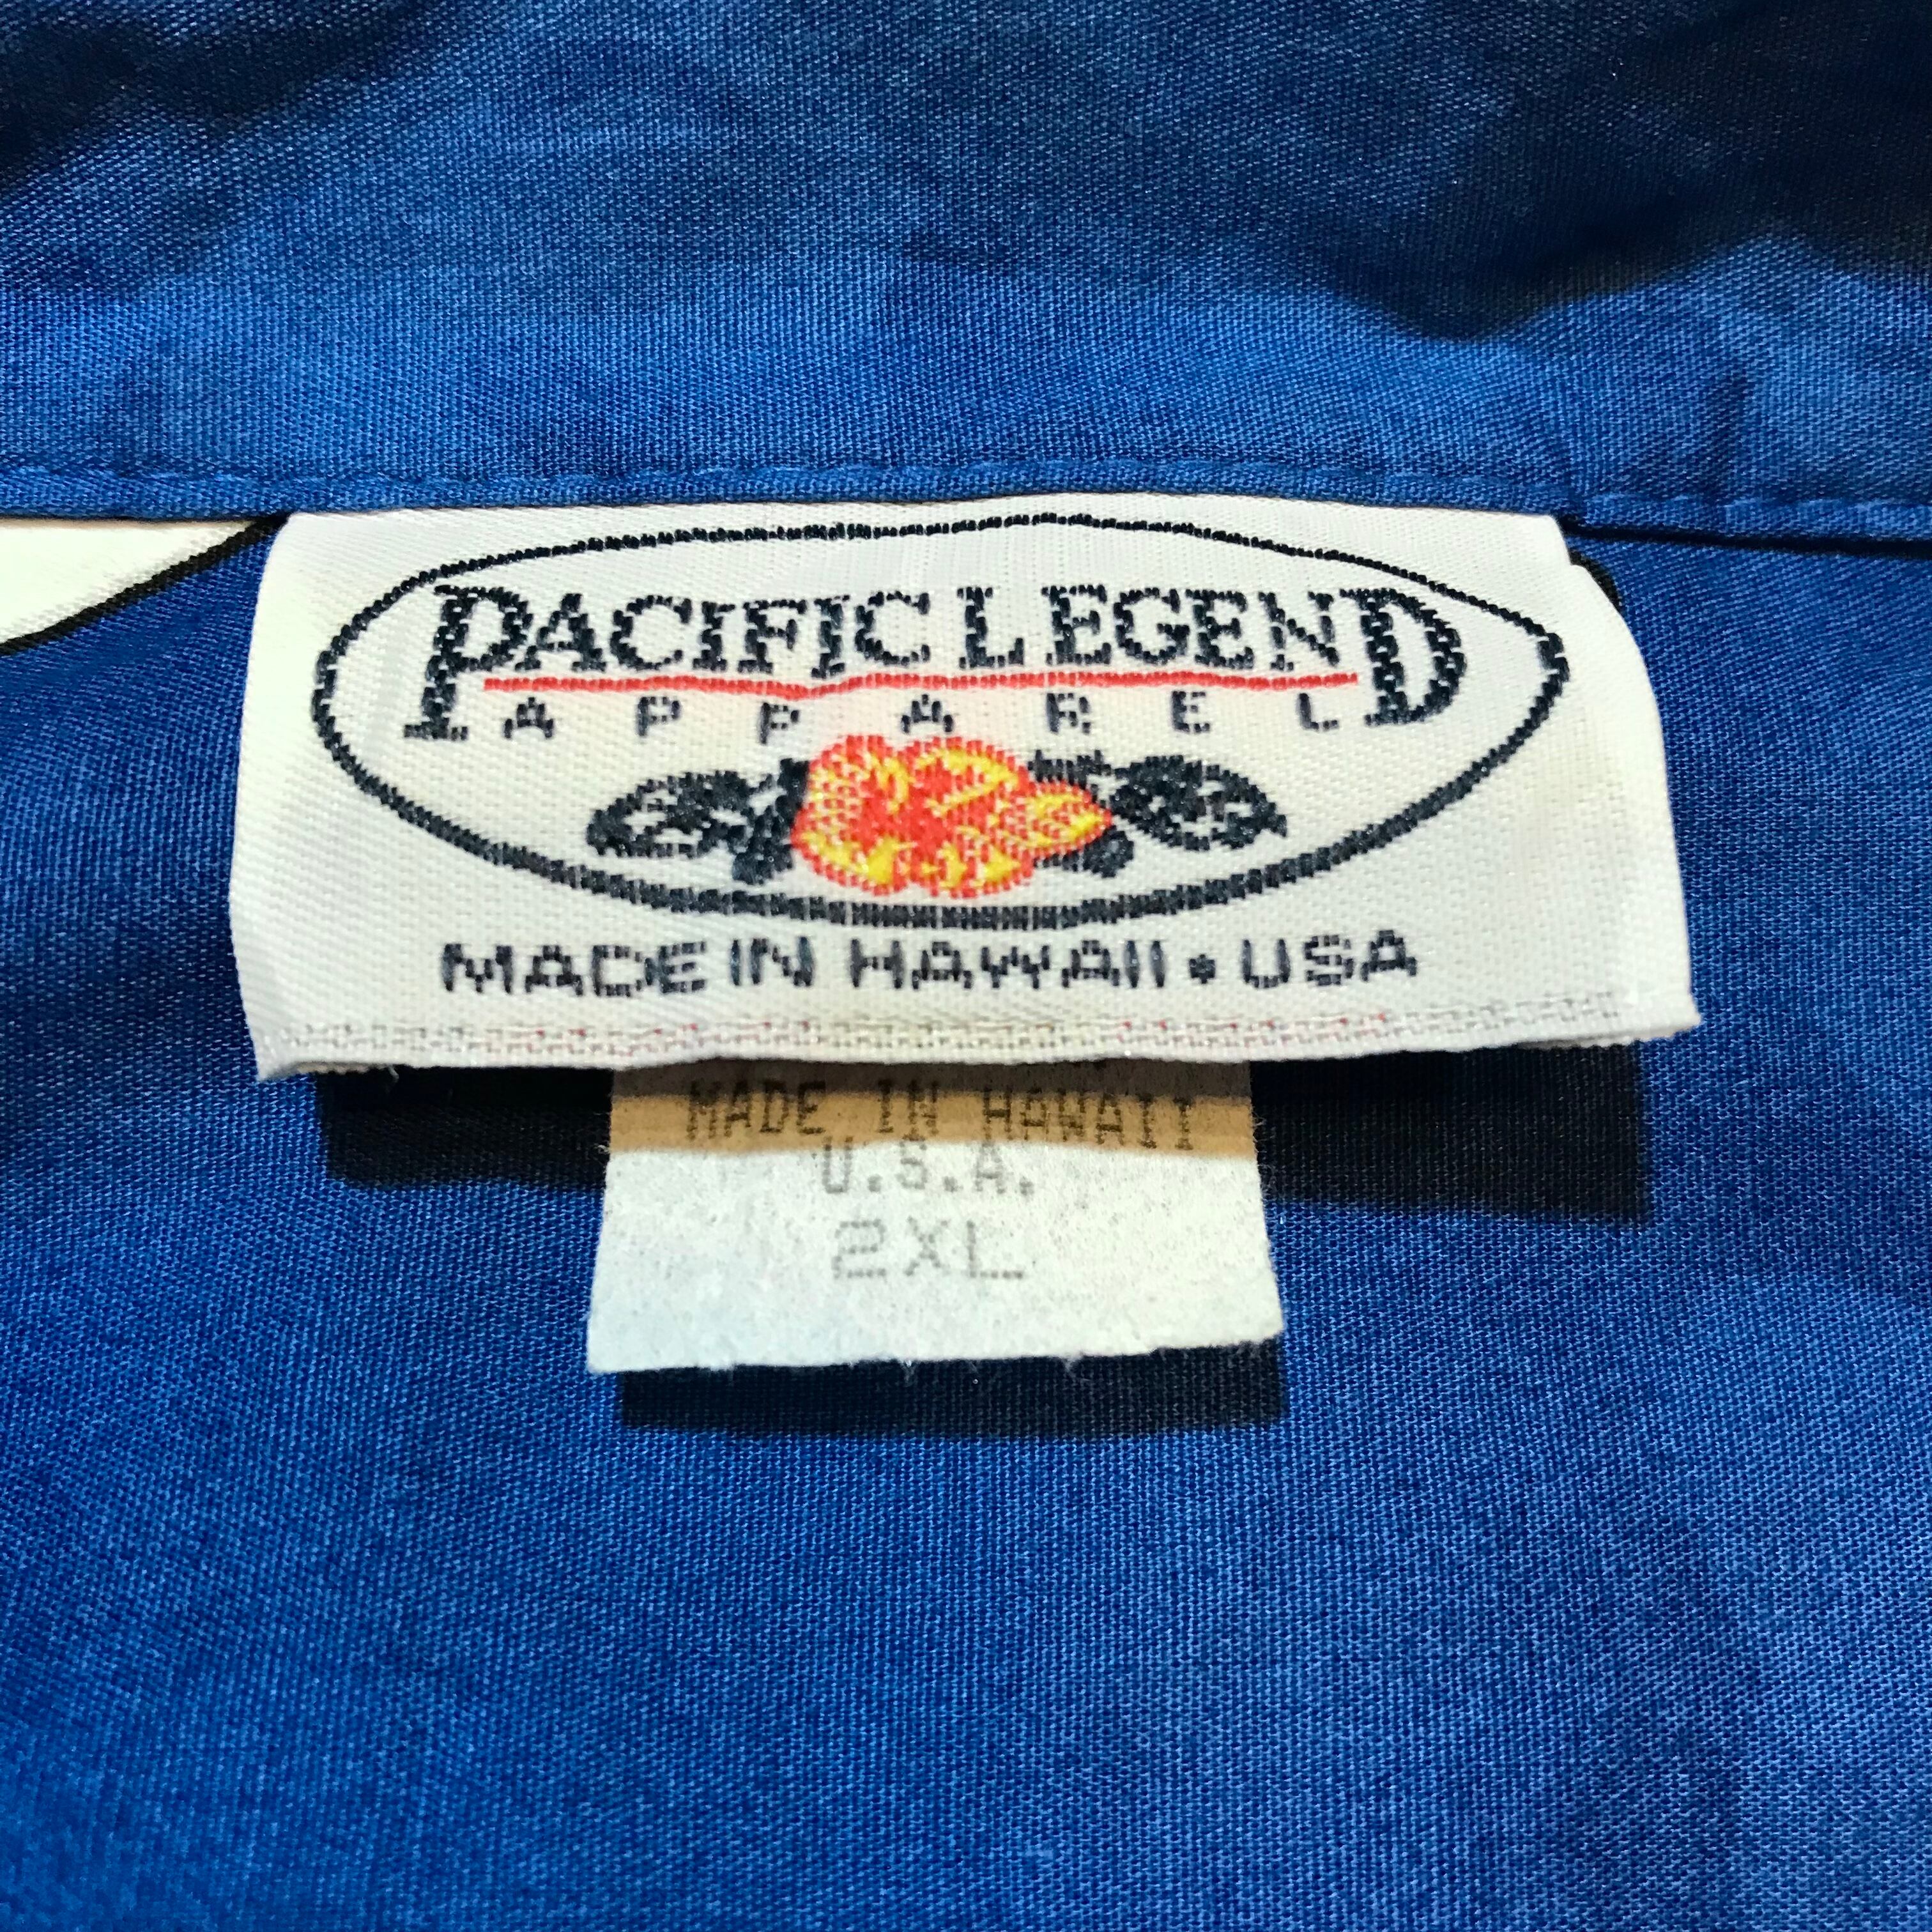 PACIFIC LEGEND
APPAREL
MADE IN HAWAII • USA
MADE IN HAWAII
U.S.A.
2XL